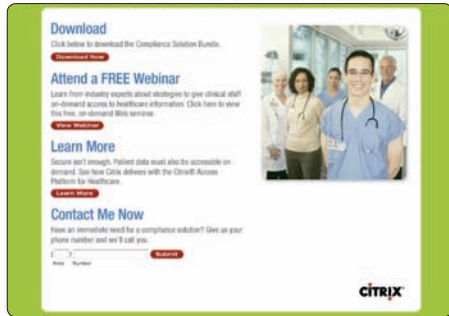 Download
Click below to download the Compliance Solution Bundle.
Download Now
Attend a FREE Webinar
Learn from industry experts about strategies to give clinical staff
on-demand access to healthcare information. Click here to view
this free, on-demand Web seminar.
View Webinar
Learn More
Secure isn't enough. Patient data must also be accessible on
demand. See how Citrix delivers with the Citrix® Access
Platform for Healthcare.
Learn More
Contact Me Now
Have an immediate need for a compliance solution? Give us your
phone number and we'll call you.
( ) Submit
Area Number
CİTRIX